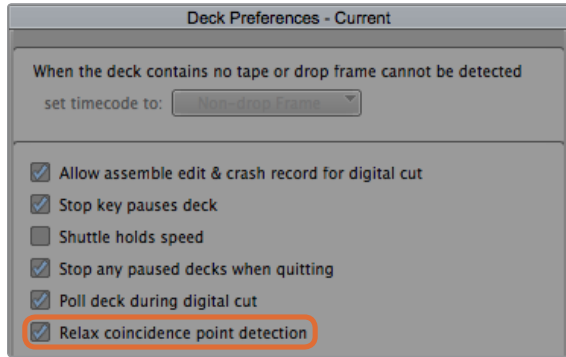 Deck Preferences - Current
When the deck contains no tape or drop frame cannot be detected
set timecode to: Non-drop Frame
Allow assemble edit & crash record for digital cut
Stop key pauses deck
Shuttle holds speed
Stop any paused decks when quitting
Poll deck during digital cut
Relax coincidence point detection